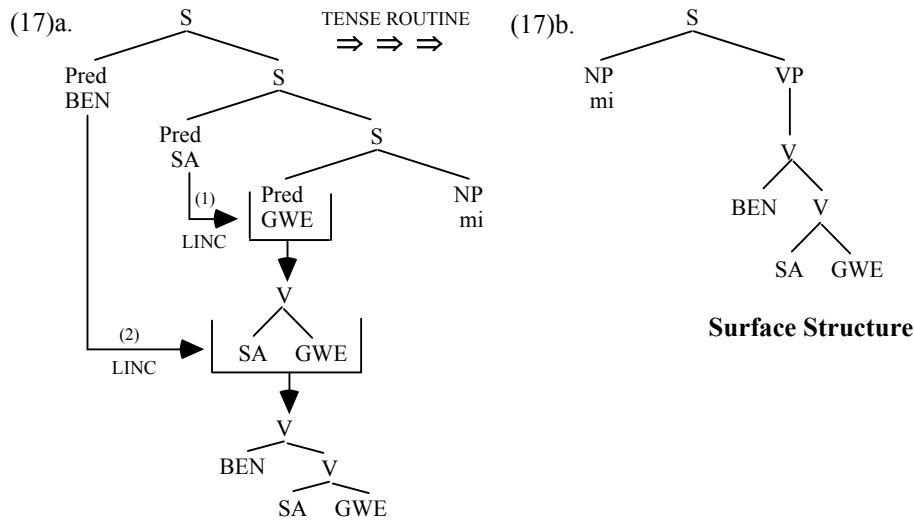 (17)a.
S
TENSE ROUTINE
⇒ ⇒ ⇒
(17)b.
S
Pred
BEN
S
NP
mi
VP
Pred
SA
S
V
(1)
LINC
Pred
GWE
NP
mi
BEN
V
SA
GWE
V
Surface Structure
(2)
LINC
SA
GWE
V
BEN
V
SA
GWE